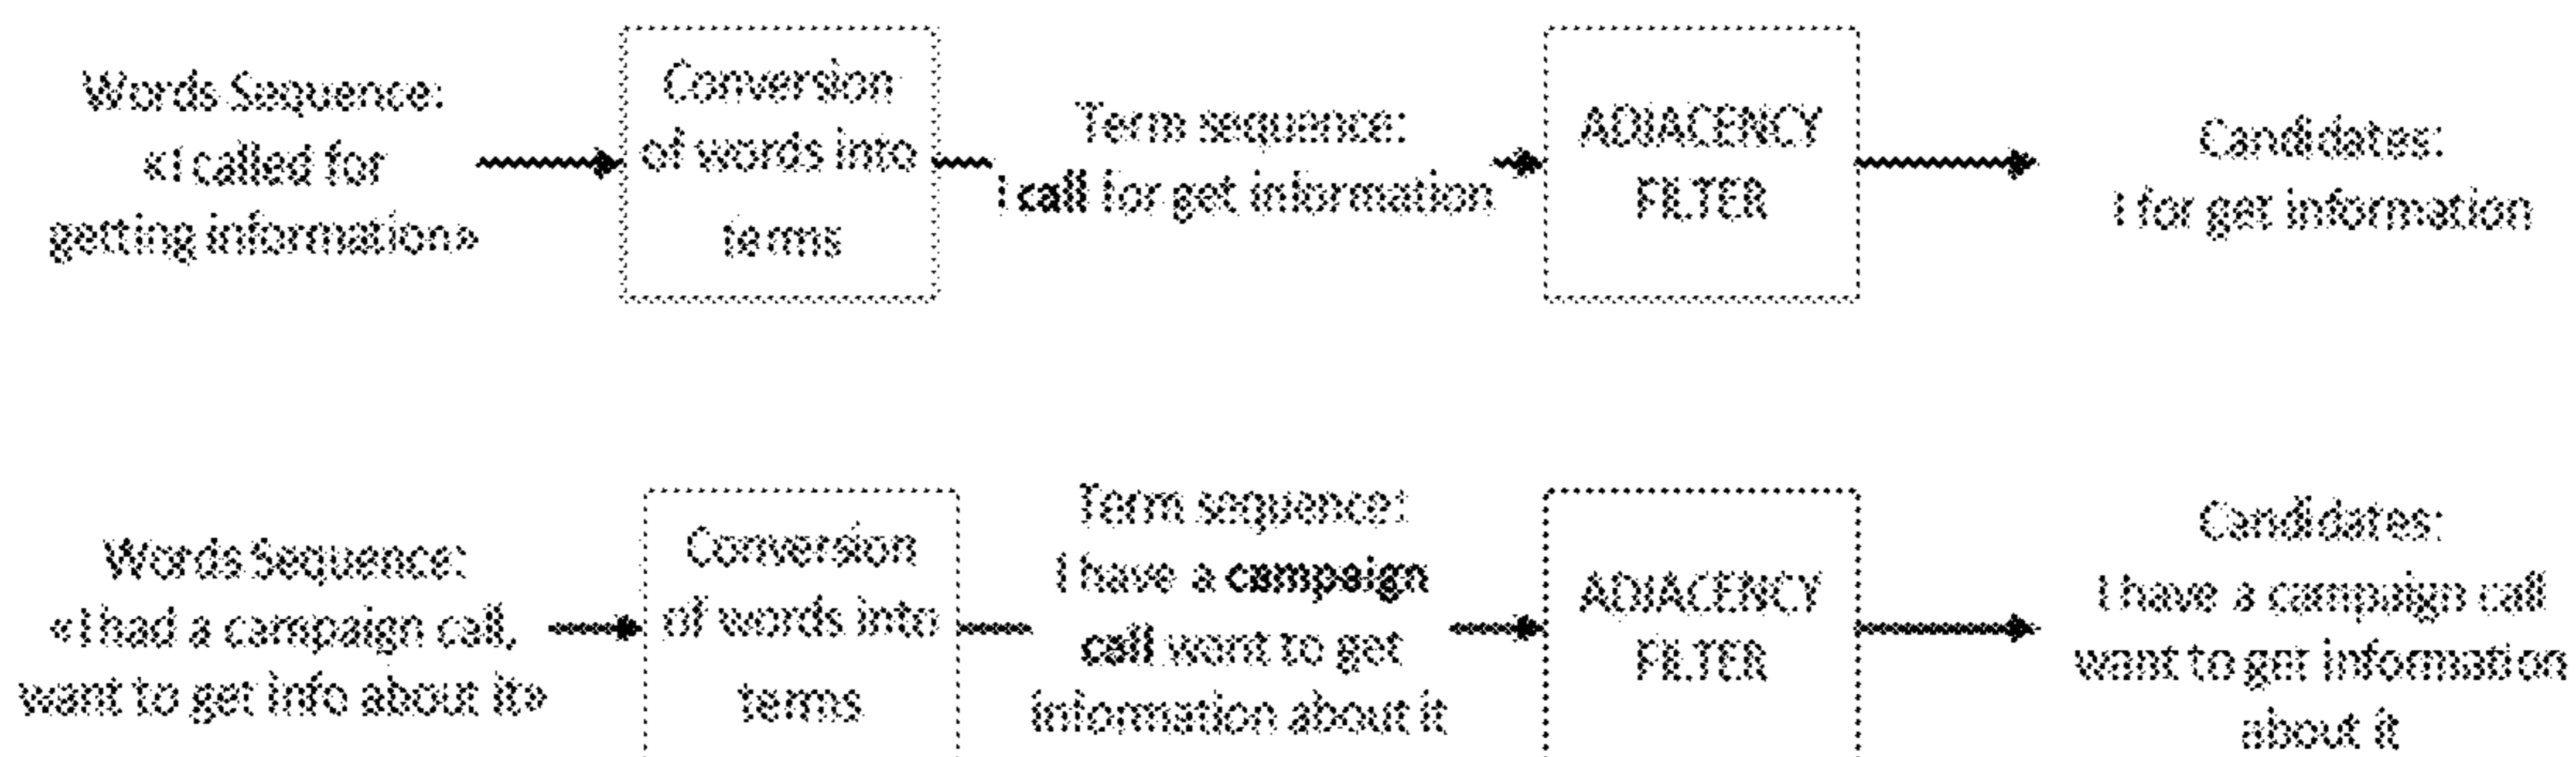 Words Sequence:
«I called for
getting information»
Conversion
of words into
terms
Term sequence:
I call for get information
ADJACENCY
FILTER
Candidates:
I for get information
Words Sequence:
«I had a campaign call,
want to get info about it»
Conversion
of words into
terms
Term sequence:
I have a campaign
call want to get
information about it
ADJACENCY
FILTER
Candidates:
I have a campaign call
want to get information
about it